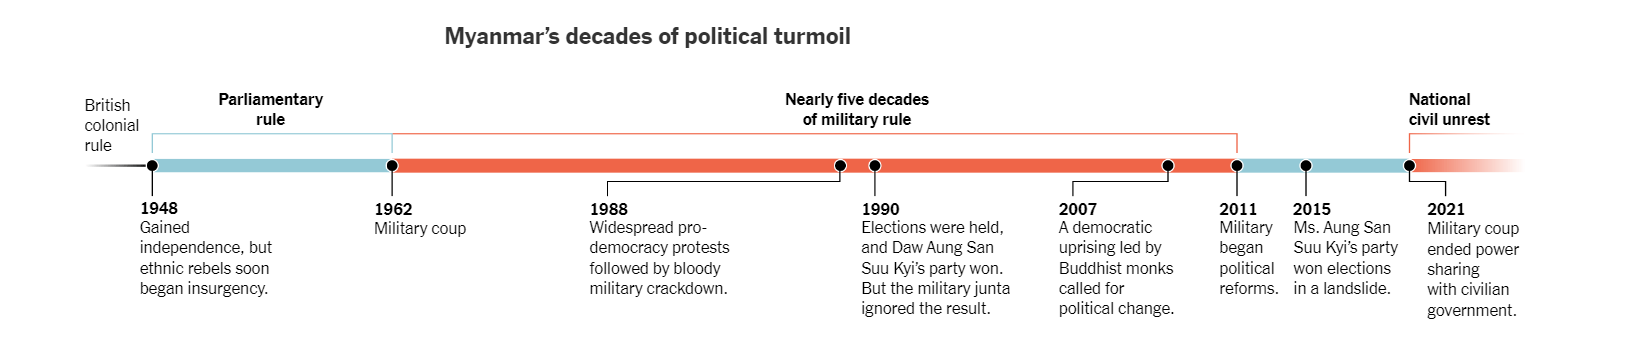 Myanmar’s decades of political turmoil
British
colonial
rule
Parliamentary
rule
Nearly five decades
of military rule
National
civil unrest
1948
Gained
independence, but
ethnic rebels soon
began insurgency.
1962
Military coup
1988
Widespread pro-
democracy protests
followed by bloody
military crackdown.
1990
Elections were held,
and Daw Aung San
Suu Kyi’s party won.
But the military junta
ignored the result.
2007
A democratic
uprising led by
Buddhist monks
called for
political change.
2011
Military
began
political
reforms.
2015
Ms. Aung San
Suu Kyi’s party
won elections
in a landslide.
2021
Military coup
ended power
sharing
with civilian
government.